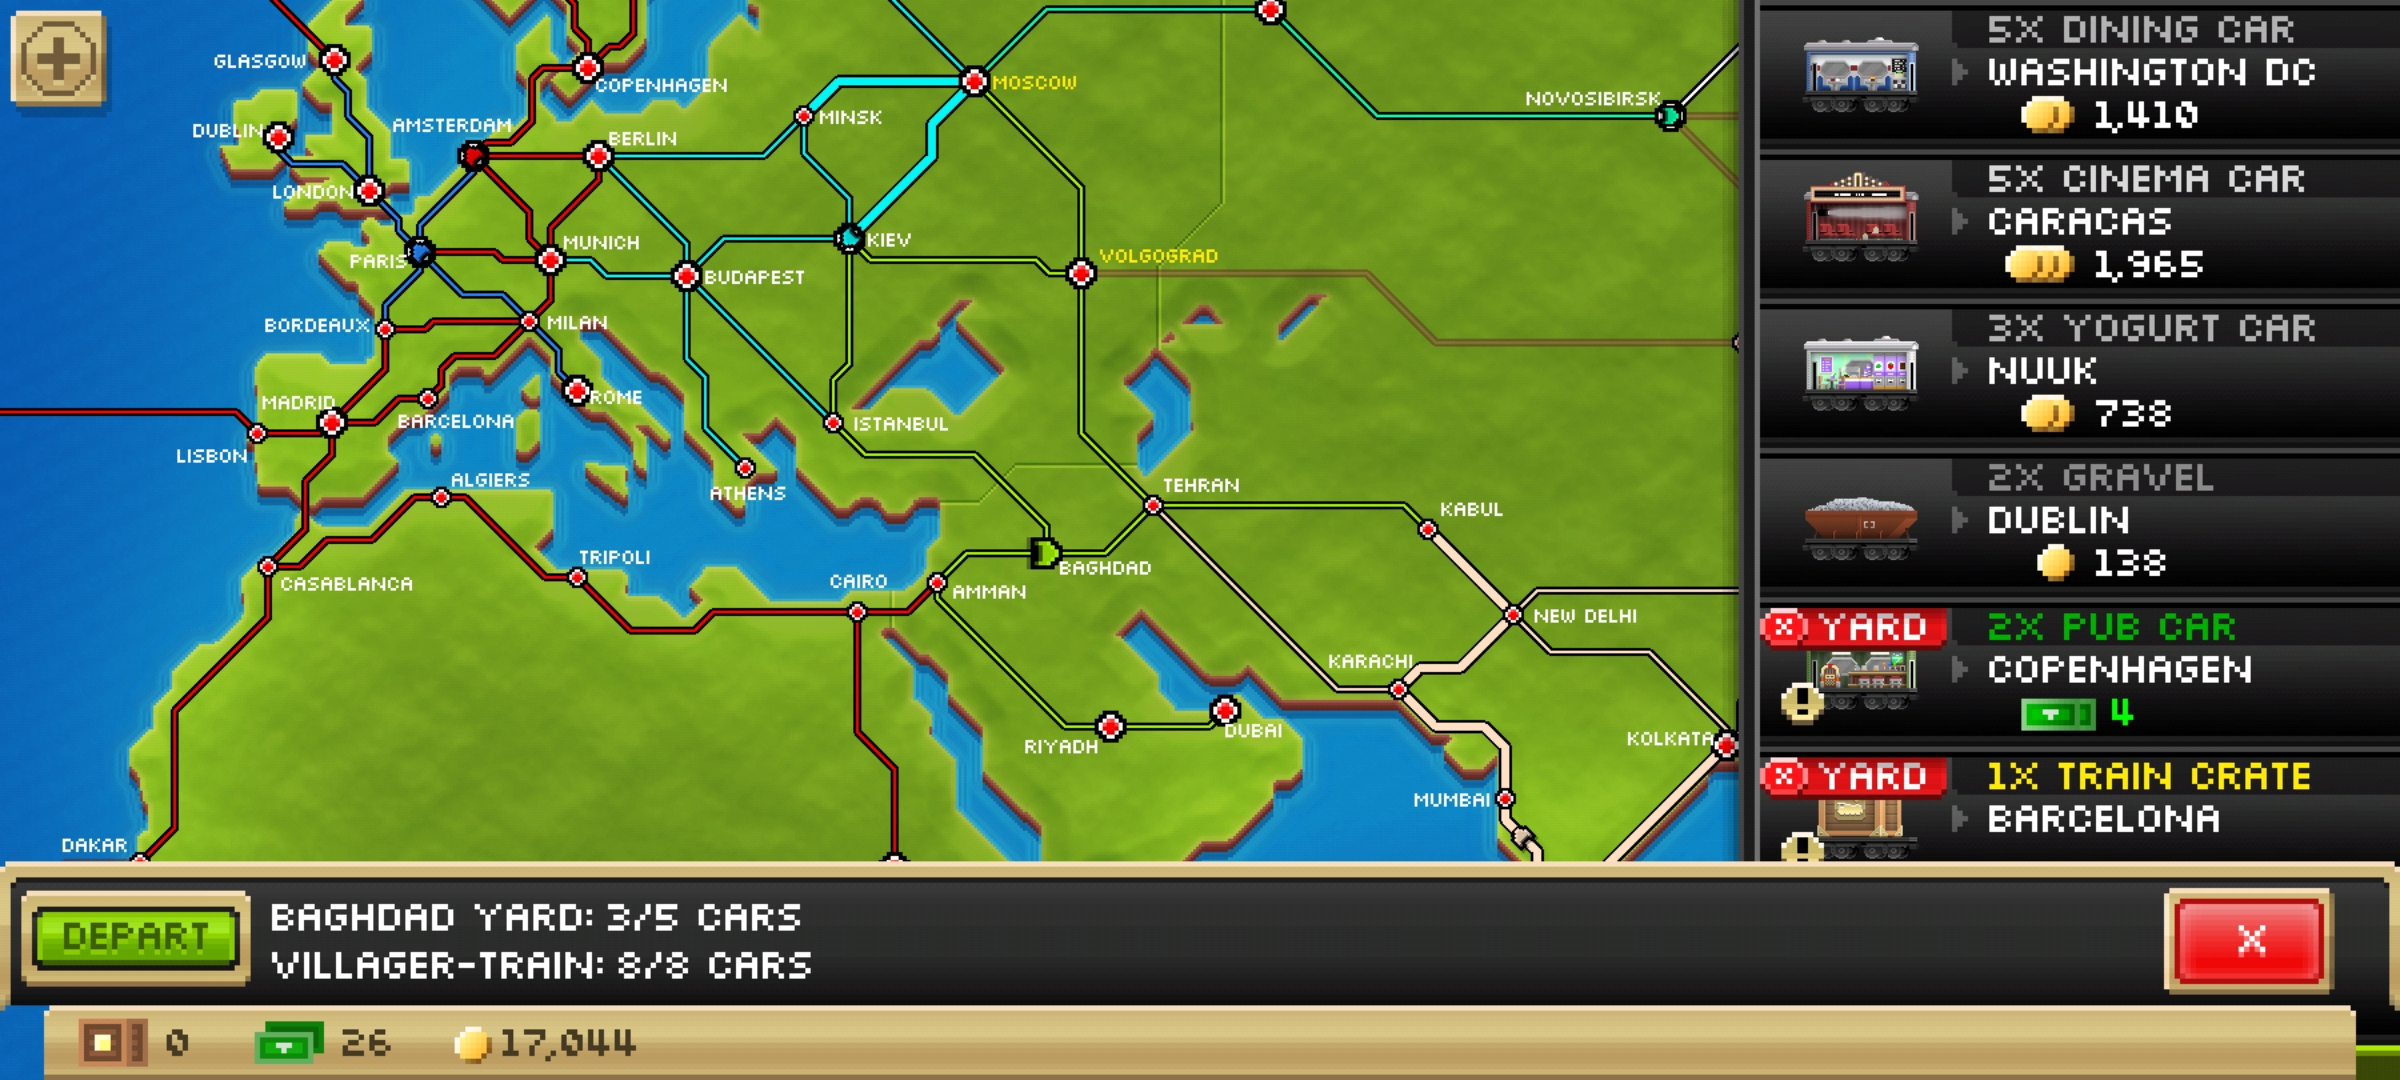 GLASGOW
COPENHAGEN
DUBLIN
AMSTERDAM
BERLIN
LONDON
PARIS
MUNICH
MINSK
MOSCOW
NOVOSIBIRSK
KIEV
VOLGOGRAD
BUDAPEST
BORDEAUX
MILAN
ROME
MADRID
BARCELONA
LISBON
ISTANBUL
ATHENS
ALGIERS
TRIPOLI
CASABLANCA
CAIRO
AMMAN
BAGHDAD
TEHRAN
KABUL
NEW DELHI
KARACHI
RIYADH
DUBAI
KOLKATA
MUMBAI
DAKAR
5X DINING CAR
WASHINGTON DC
1,410
5X CINEMA CAR
CARACAS
1,965
3X YOGURT CAR
NUUK
738
2X GRAVEL
DUBLIN
138
X YARD
2X PUB CAR
COPENHAGEN
4
X YARD
1X TRAIN CRATE
BARCELONA
DEPART
BAGHDAD YARD: 3/5 CARS
VILLAGER-TRAIN: 8/8 CARS
X
0
26
17,044